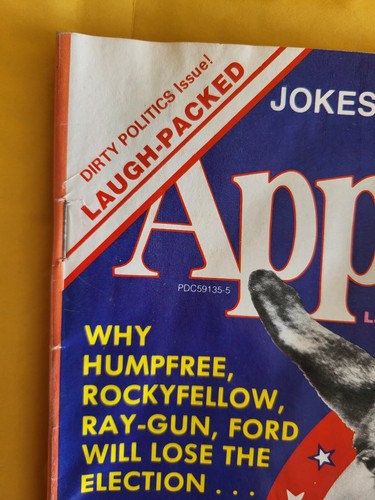 DIRTY POLITICS Issue!
LAUGH-PACKED
JOKES
App
PDC59135-5
L
WHY
HUMPFREE,
ROCKYFELLOW,
RAY-GUN, FORD
WILL LOSE THE
ELECTION . . .